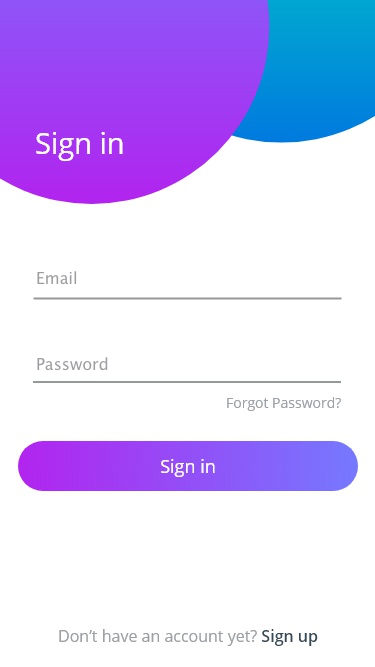 Sign in
Email
Password
Forgot Password?
Sign in
Don’t have an account yet? Sign up